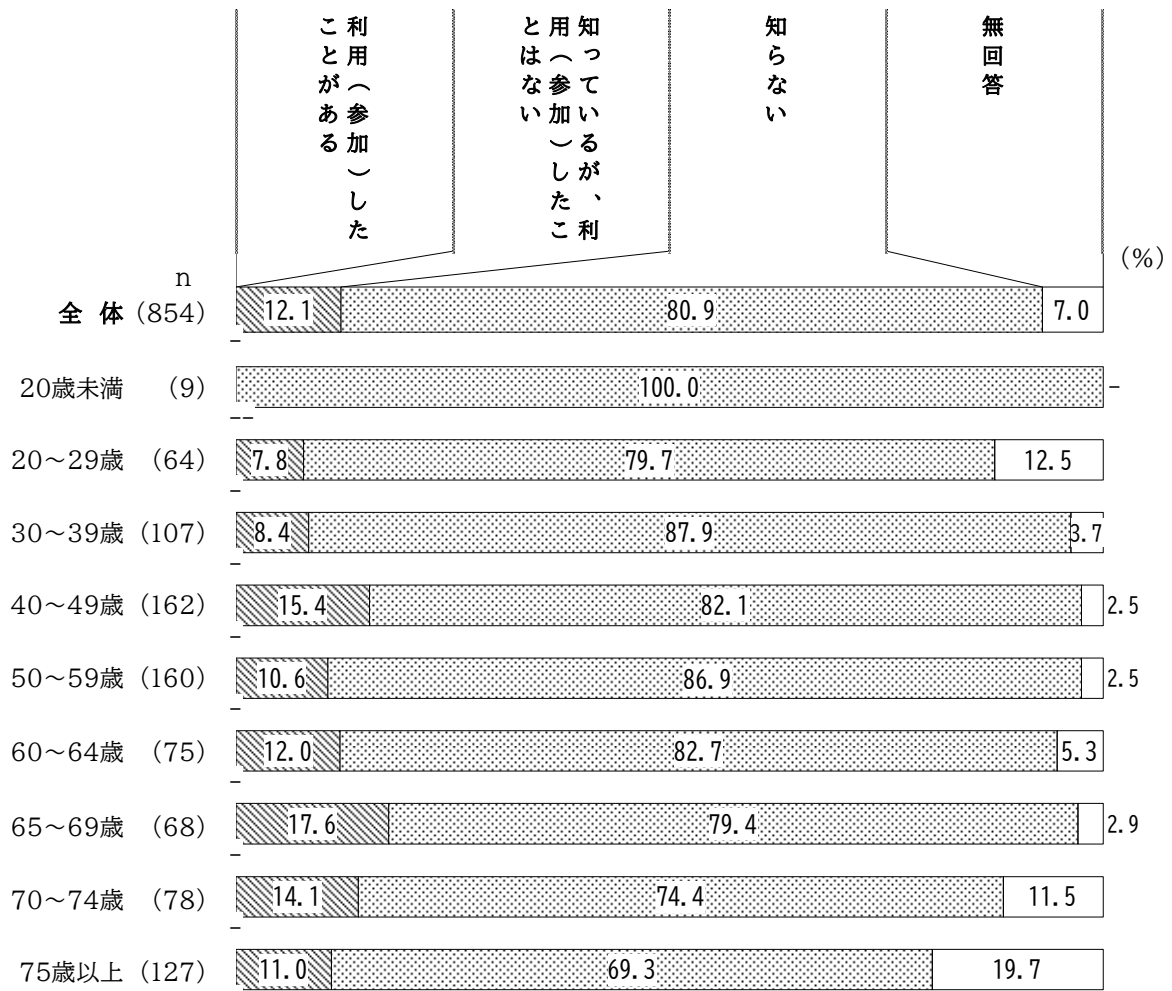 利用（参加）した
ことがある
知っているが、利
用（参加）したこ
とはない
知らない
無回答
(%)
n
全 体 (854) 12.1 80.9 7.0
-
20歳未満 (9) 100.0 -
--
20～29歳 (64) 7.8 79.7 12.5
-
30～39歳 (107) 8.4 87.9 3.7
-
40～49歳 (162) 15.4 82.1 2.5
-
50～59歳 (160) 10.6 86.9 2.5
-
60～64歳 (75) 12.0 82.7 5.3
-
65～69歳 (68) 17.6 79.4 2.9
-
70～74歳 (78) 14.1 74.4 11.5
-
75歳以上 (127) 11.0 69.3 19.7